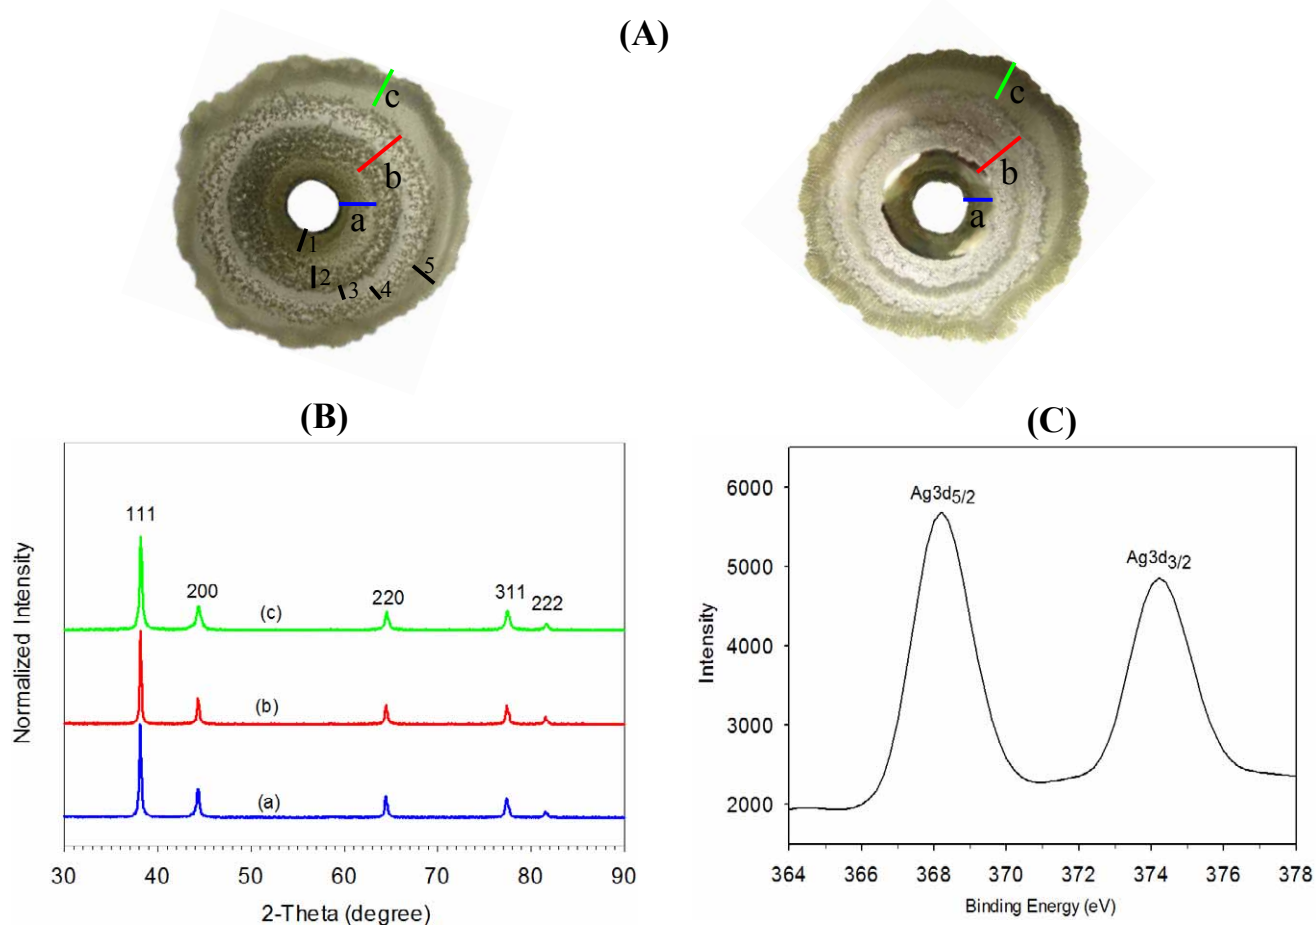 (A)
c
b
a
1
2
3
4
5
c
b
a
(B)
Normalized Intensity
111
200
220
311
222
(c)
(b)
(a)
30 40 50 60 70 80 90
2-Theta (degree)
(C)
Intensity
6000
5000
4000
3000
2000
Ag3d5/2
Ag3d3/2
364 366 368 370 372 374 376 378
Binding Energy (eV)